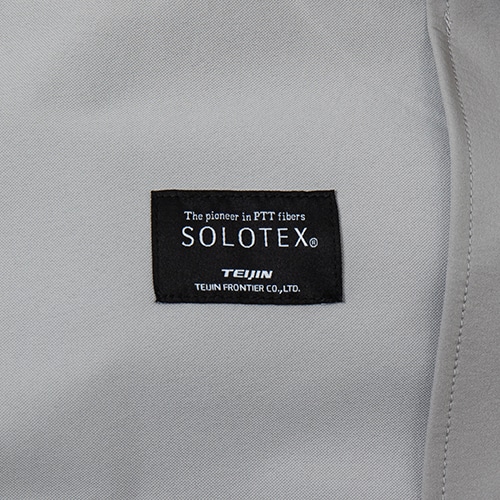 The pioneer in PTT fibers
SOLOTEX®
TEIJIN
TEIJIN FRONTIER CO.,LTD.